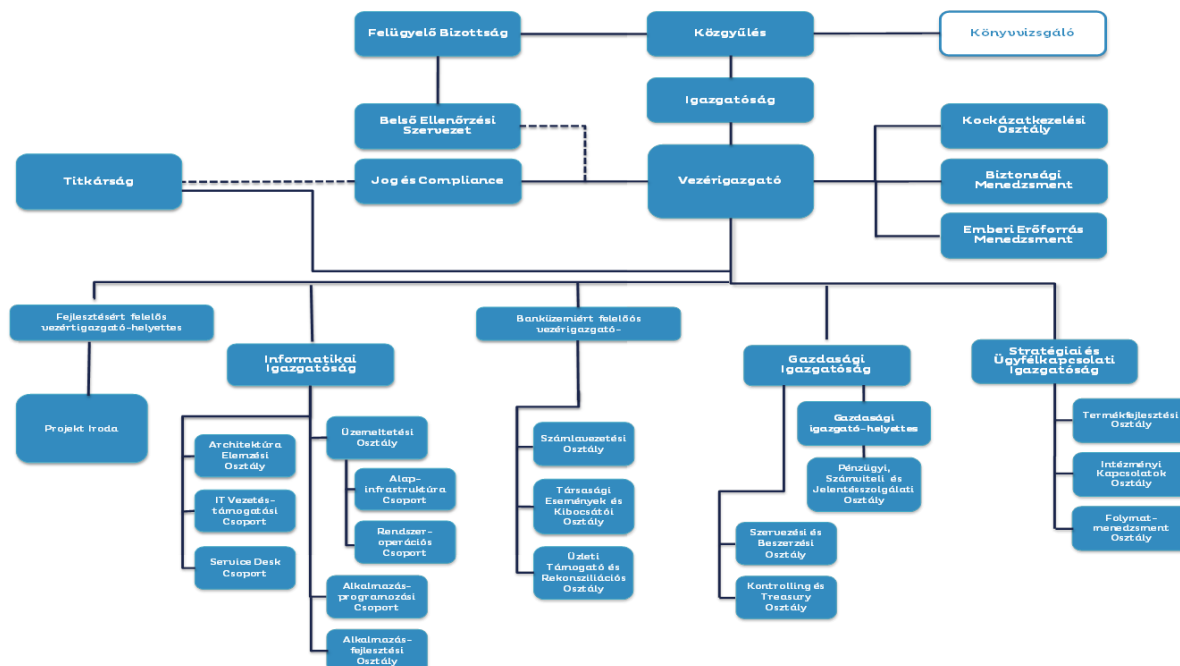 Felügyelő Bizottság
Közgyűlés
Könyvvizsgáló
Igazgatóság
Belső Ellenőrzési
Szervezet
Kockázatkezelési
Osztály
Titkárság
Jog és Compliance
Vezérigazgató
Biztonsági
Menedzsment
Emberi Erőforrás
Menedzsment
Fejlesztésért felelős
vezértigazgató-helyettes
Banküzemiért felelőós
vezérigazgató-
Informatikai
Igazgatóság
Gazdasági
Igazgatóság
Stratégiai és
Ügyfélkapcsolati
Igazgatóság
Projekt Iroda
Architektúra
Elemzési
Osztály
IT Vezetés-
támogatási
Csoport
Service Desk
Csoport
Üzemeltetési
Osztály
Alap-
infrastruktúra
Csoport
Rendszer-
operációs
Csoport
Alkalmazás-
programozási
Csoport
Alkalmazás-
fejlesztési
Osztály
Számlavezetési
Osztály
Társasági
Események és
Kibocsátói
Osztály
Üzleti
Támogató és
Rekonsziliációs
Osztály
Gazdasági
igazgató-helyettes
Pénzügyi,
Számviteli és
Jelentésszolgálati
Osztály
Szervezési és
Beszerzési
Osztály
Kontrolling és
Treasury
Osztály
Termékfejlesztési
Osztály
Intézményi
Kapcsolatok
Osztály
Folymat-
menedzsment
Osztály